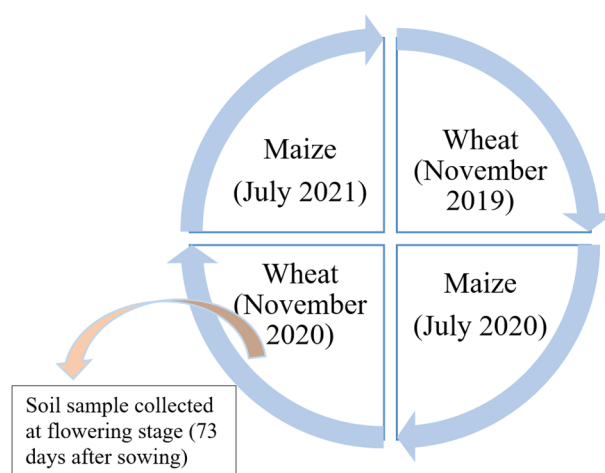 Maize
(July 2021)
Wheat
(November
2019)
Wheat
(November
2020)
Maize
(July 2020)
Soil sample collected
at flowering stage (73
days after sowing)